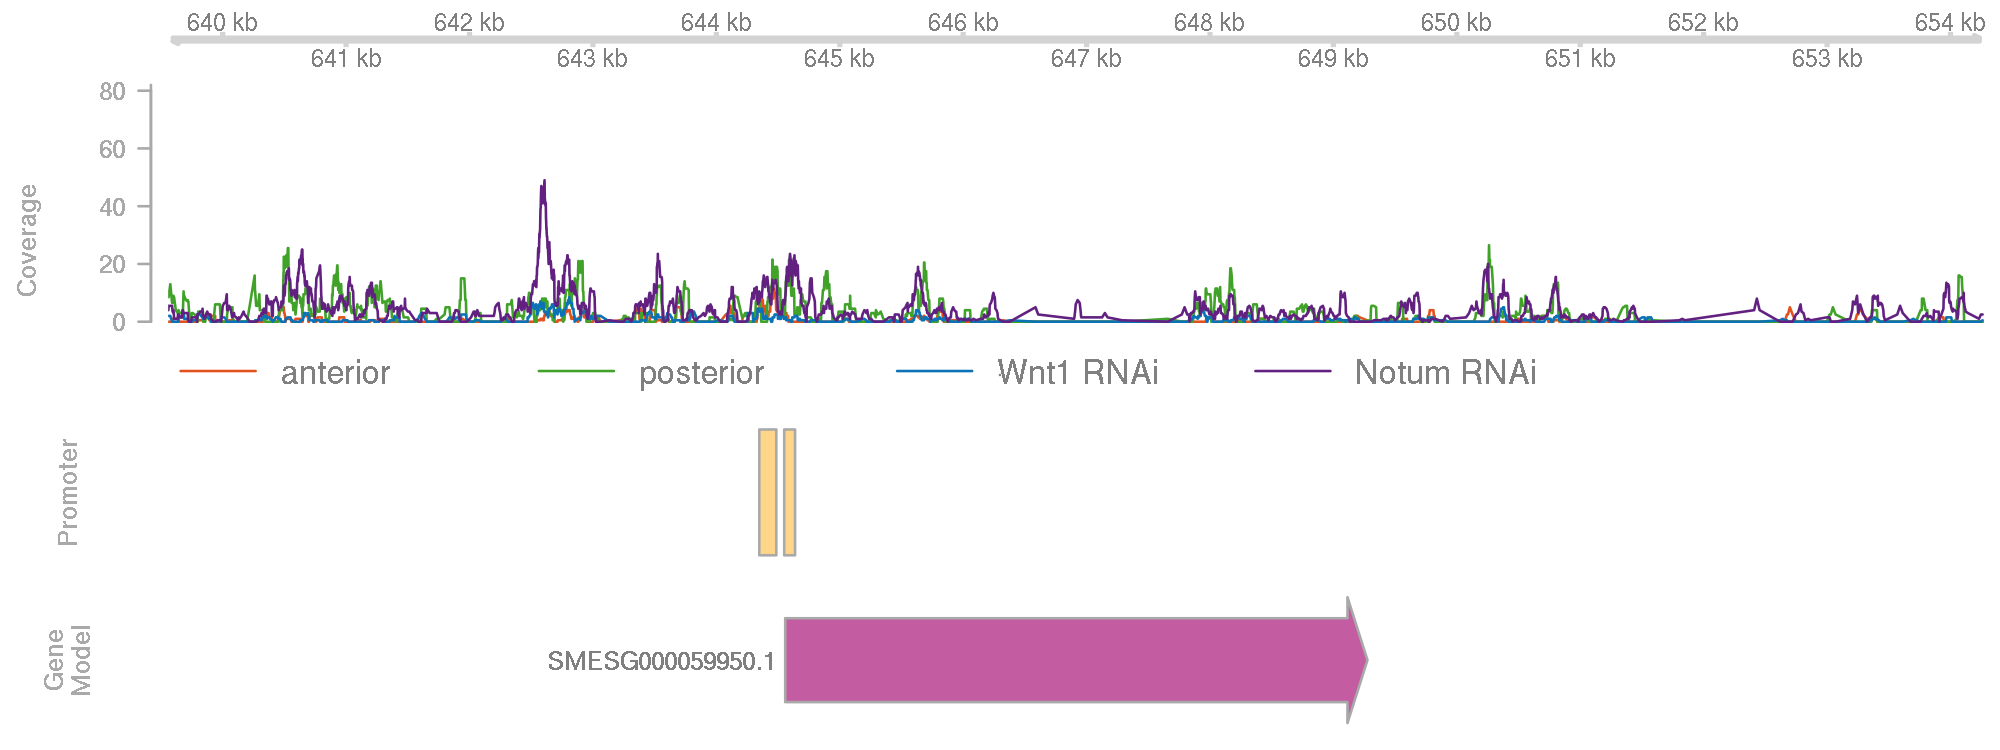 640 kb 642 kb 644 kb 646 kb 648 kb 650 kb 652 kb 654 kb
641 kb 643 kb 645 kb 647 kb 649 kb 651 kb 653 kb
80
60
40
20
0
Coverage
anterior posterior Wnt1 RNAi Notum RNAi
Promoter
0
Gene
Model
SMESG000059950.1